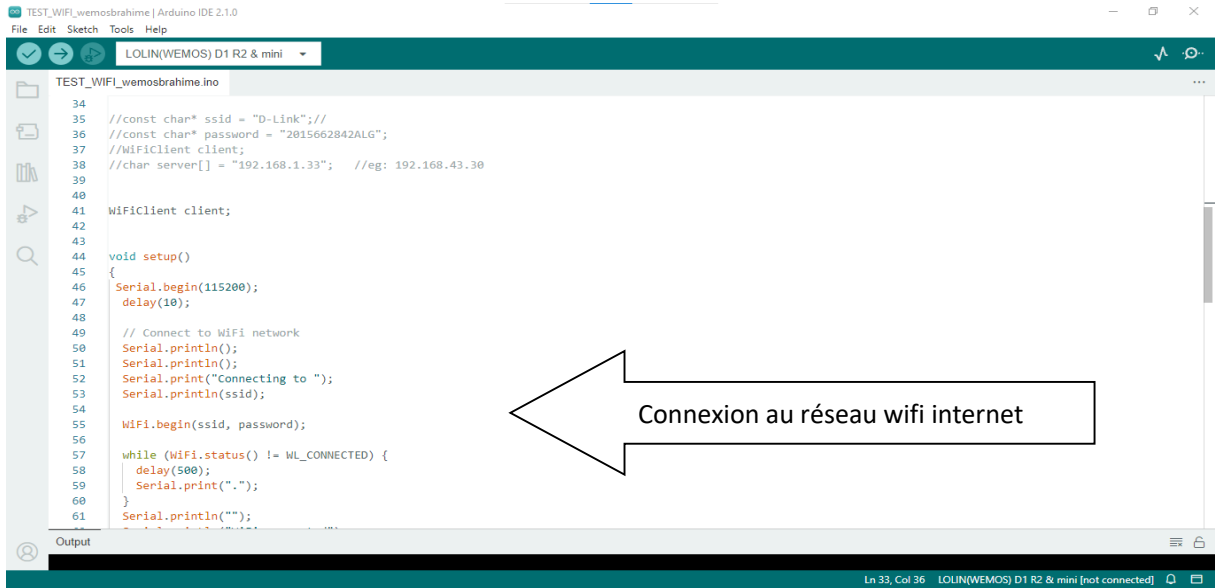 TEST_WIFI_wemosbrahime | Arduino IDE 2.1.0
File Edit Sketch Tools Help
LOLIN(WEMOS) D1 R2 & mini
TEST_WIFI_wemosbrahime.ino
34
35 //const char* ssid = "D-Link";//
36 //const char* password = "2015662842ALG";
37 //WiFiClient client;
38 //char server[] = "192.168.1.33"; //eg: 192.168.43.30
39
40
41 WiFiClient client;
42
43
44 void setup()
45 {
46 Serial.begin(115200);
47 delay(10);
48
49 // Connect to WiFi network
50 Serial.println();
51 Serial.println();
52 Serial.print("Connecting to ");
53 Serial.println(ssid);
54
55 WiFi.begin(ssid, password);
56
57 while (WiFi.status() != WL_CONNECTED) {
58 delay(500);
59 Serial.print(".");
60 }
61 Serial.println("");
Connexion au réseau wifi internet
Output
Ln 33, Col 36 LOLIN(WEMOS) D1 R2 & mini [not connected]